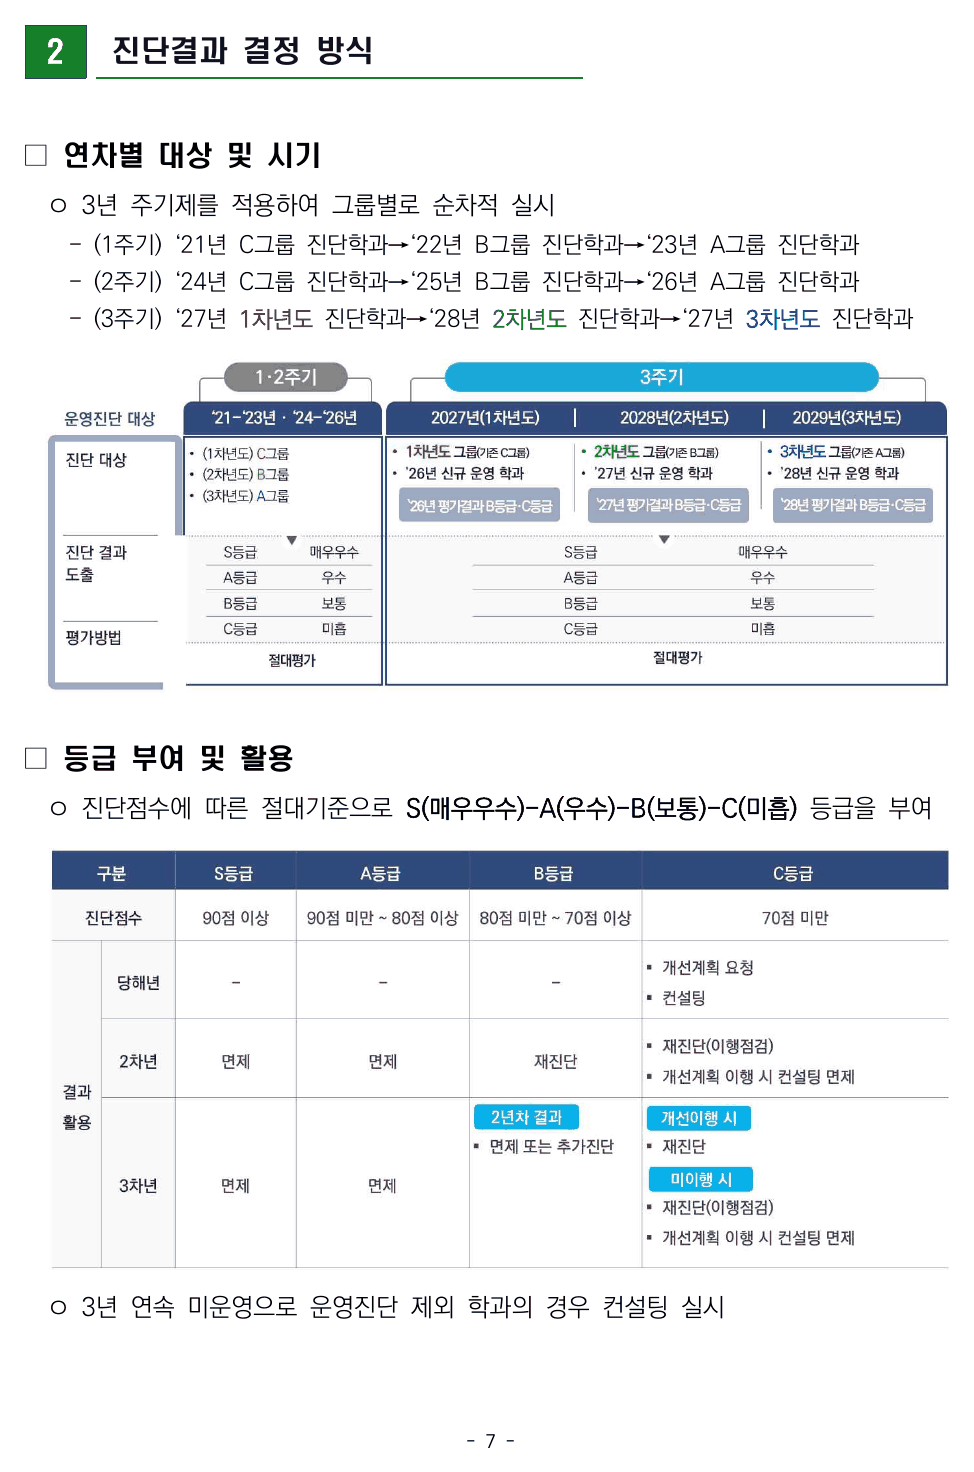 2 진단결과 결정 방식
□ 연차별 대상 및 시기
ㅇ 3년 주기제를 적용하여 그룹별로 순차적 실시
- (1주기) ‘21년 C그룹 진단학과→‘22년 B그룹 진단학과→‘23년 A그룹 진단학과
- (2주기) ‘24년 C그룹 진단학과→‘25년 B그룹 진단학과→‘26년 A그룹 진단학과
- (3주기) ‘27년 1차년도 진단학과→‘28년 2차년도 진단학과→‘27년 3차년도 진단학과
1·2주기 3주기
운영진단 대상 ‘21-‘23년 · ‘24-‘26년 2027년(1차년도) 2028년(2차년도) 2029년(3차년도)
진단 대상 • (1차년도) C그룹 • 1차년도 그룹(기존 C그룹) • 2차년도 그룹(기존 B그룹) • 3차년도 그룹(기존 A그룹)
• (2차년도) B그룹 • ’26년 신규 운영 학과 • ’27년 신규 운영 학과 • ’28년 신규 운영 학과
• (3차년도) A그룹 ‘26년 평가결과 B등급·C등급 ‘27년 평가결과 B등급·C등급 ‘28년 평가결과 B등급·C등급
진단 결과 S등급 매우우수 S등급 매우우수
도출 A등급 우수 A등급 우수
B등급 보통 B등급 보통
평가방법 C등급 미흡 C등급 미흡
절대평가 절대평가
□ 등급 부여 및 활용
ㅇ 진단점수에 따른 절대기준으로 S(매우우수)-A(우수)-B(보통)-C(미흡) 등급을 부여
구분 S등급 A등급 B등급 C등급
진단점수 90점 이상 90점 미만 ~ 80점 이상 80점 미만 ~ 70점 이상 70점 미만
당해년 - - - ▪ 개선계획 요청
▪ 컨설팅
2차년 면제 면제 재진단 ▪ 재진단(이행점검)
▪ 개선계획 이행 시 컨설팅 면제
결과
활용
3차년 면제 면제
2년차 결과
▪ 면제 또는 추가진단
개선이행 시
▪ 재진단
미이행 시
▪ 재진단(이행점검)
▪ 개선계획 이행 시 컨설팅 면제
ㅇ 3년 연속 미운영으로 운영진단 제외 학과의 경우 컨설팅 실시
- 7 -